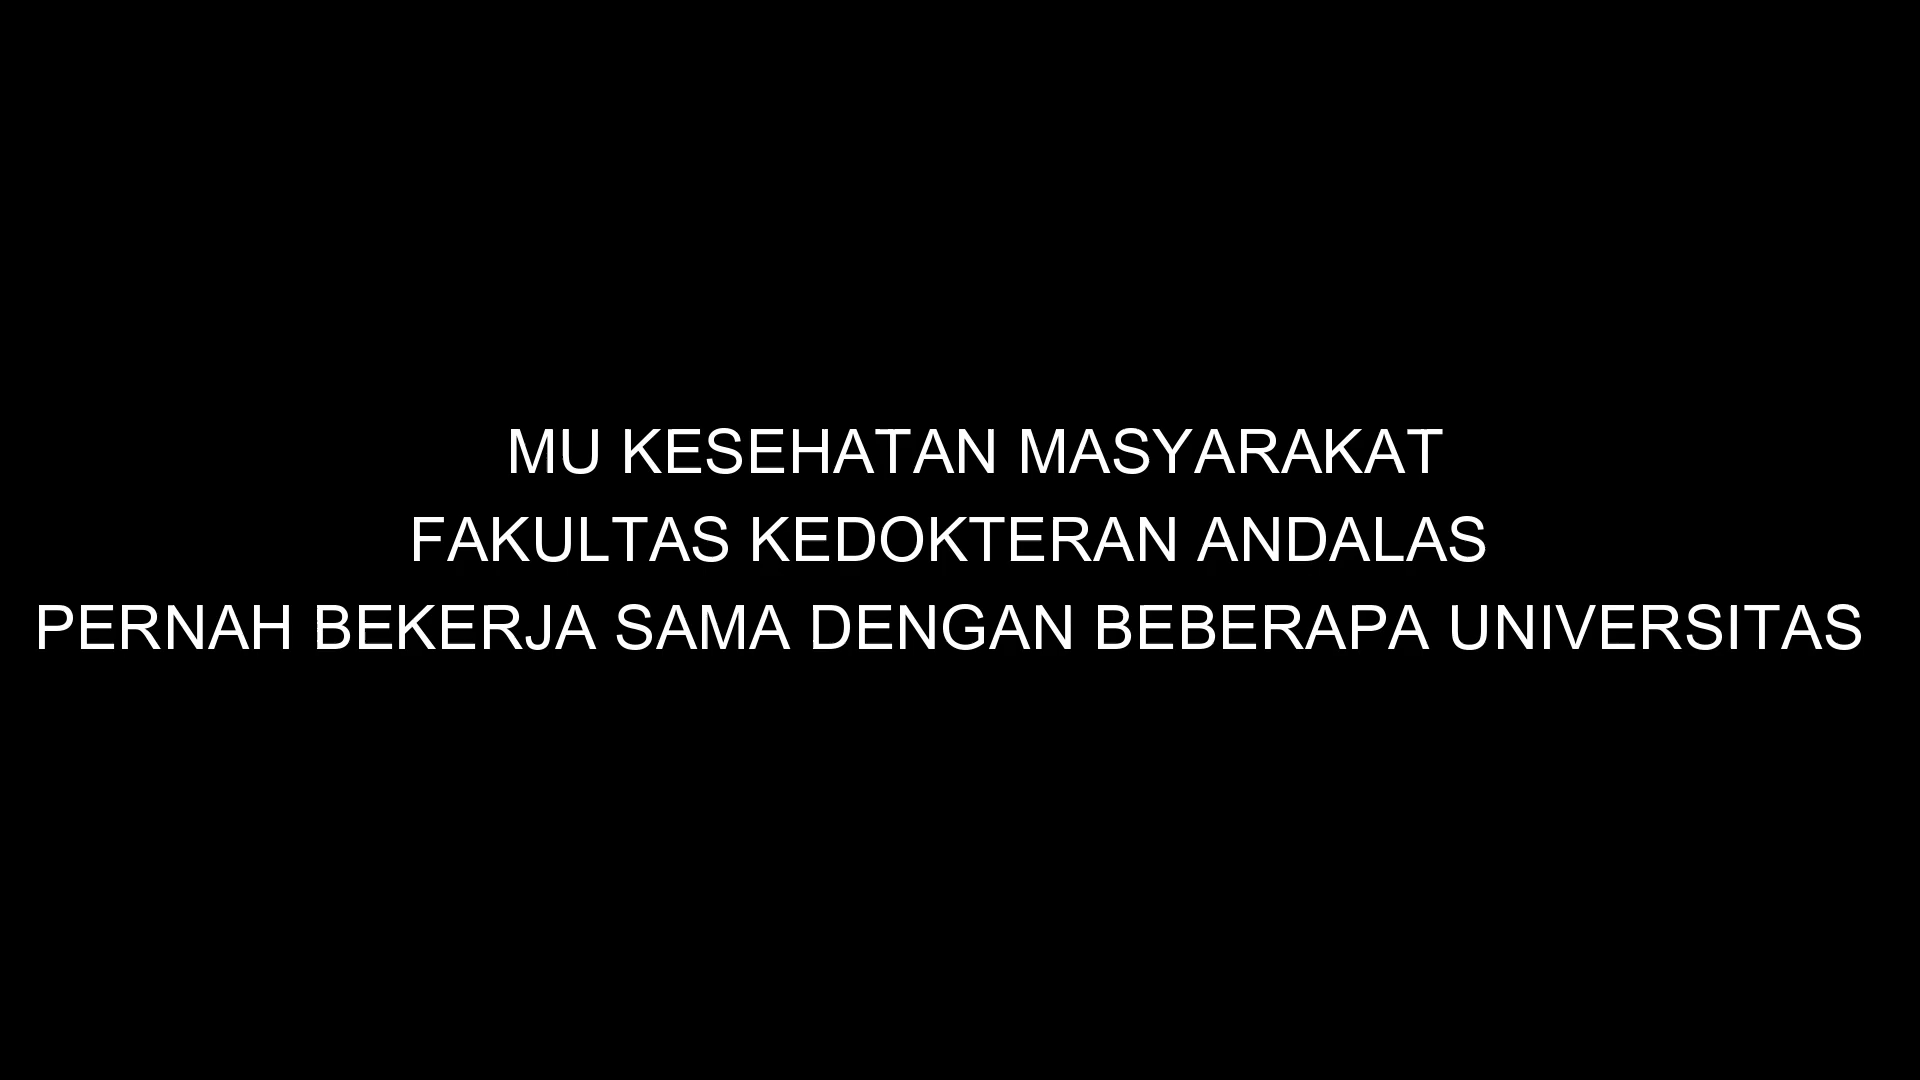 MU KESEHATAN MASYARAKAT
FAKULTAS KEDOKTERAN ANDALAS
PERNAH BEKERJA SAMA DENGAN BEBERAPA UNIVERSITAS